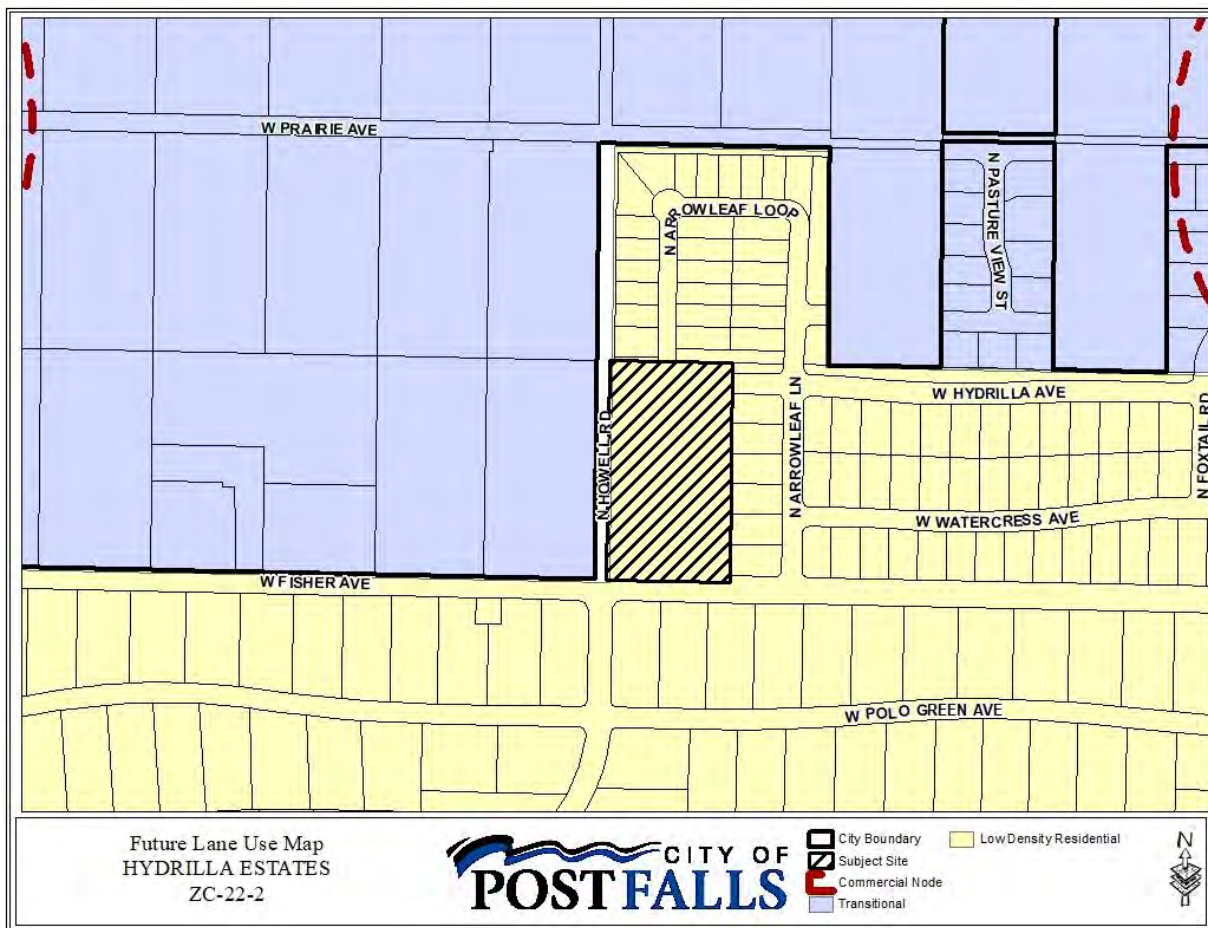 W PRAIRIE AVE
N PASTURE VIEW ST
N ARROWLEAF LOOP
N HOWELL RD
N ARROWLEAF LN
W HYDRILLA AVE
N FOXTAIL RD
W WATERCRESS AVE
W FISHER AVE
W POLO GREEN AVE
Future Lane Use Map
HYDRILLA ESTATES
ZC-22-2
CITY OF
POST FALLS
City Boundary
Subject Site
Commercial Node
Transitional
Low Density Residential
N